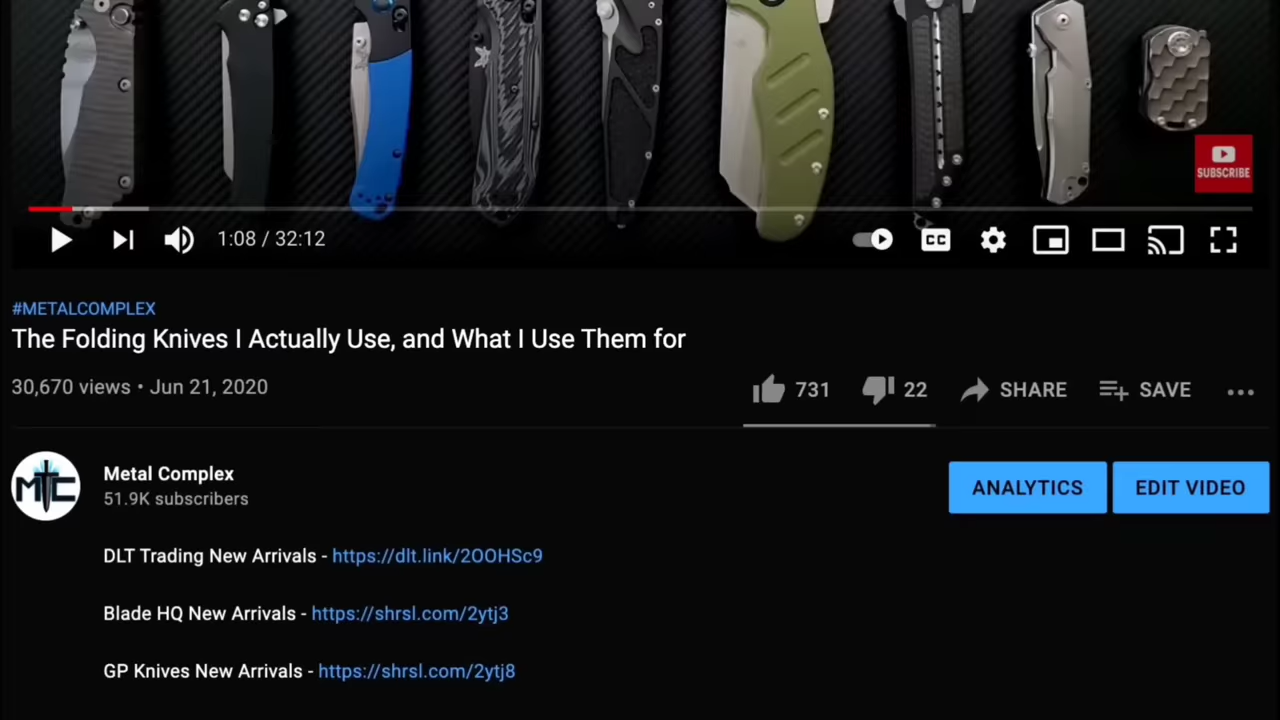 SUBSCRIBE
1:08 / 32:12
CC
#METALCOMPLEX
The Folding Knives I Actually Use, and What I Use Them for
30,670 views • Jun 21, 2020
731 22 SHARE SAVE
MTC
Metal Complex
51.9K subscribers
ANALYTICS EDIT VIDEO
DLT Trading New Arrivals - https://dlt.link/2OOHSc9
Blade HQ New Arrivals - https://shrsl.com/2ytj3
GP Knives New Arrivals - https://shrsl.com/2ytj8